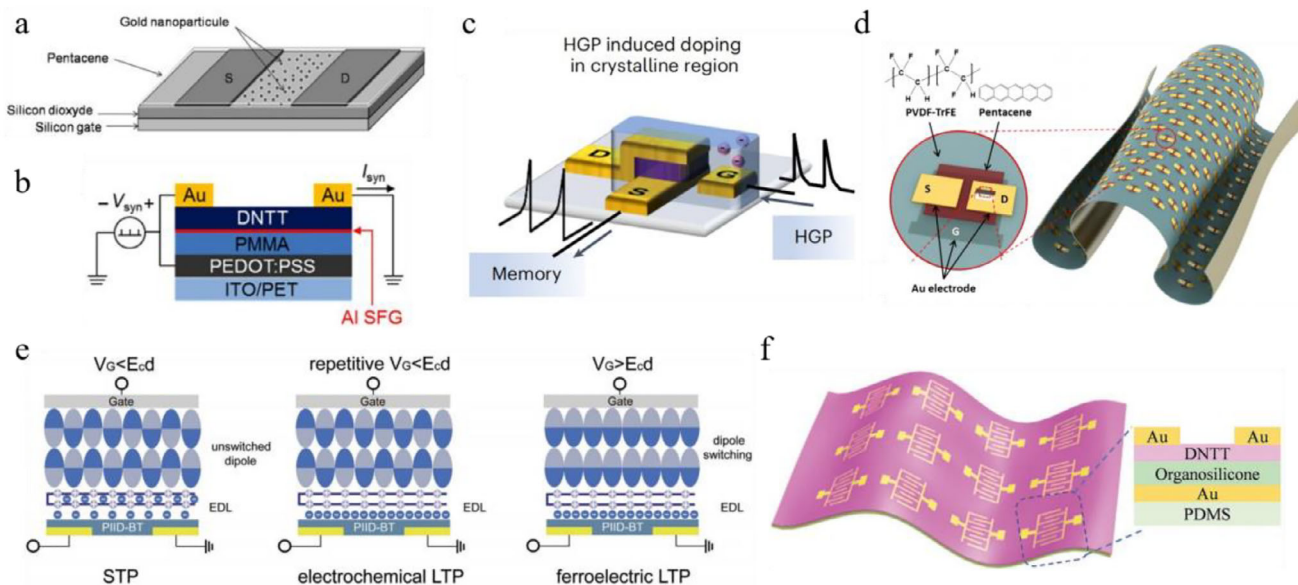 a
Gold nanoparticule
Pentacene
S
D
Silicon dioxyde
Silicon gate
b
− Vsyn +
Au
Au
Isyn
DNTT
PMMA
PEDOT:PSS
ITO/PET
Al SFG
c
HGP induced doping
in crystalline region
D
S
G
Memory
HGP
d
F
F
F
F
C
C
C
C
H
H
F
H
PVDF-TrFE
Pentacene
S
D
G
Au electrode
e
VG<Ecd
Gate
unswitched
dipole
EDL
PIID-BT
STP
repetitive VG<Ecd
Gate
EDL
PIID-BT
electrochemical LTP
VG>Ecd
Gate
dipole
switching
EDL
PIID-BT
ferroelectric LTP
f
Au
Au
DNTT
Organosilicone
Au
PDMS